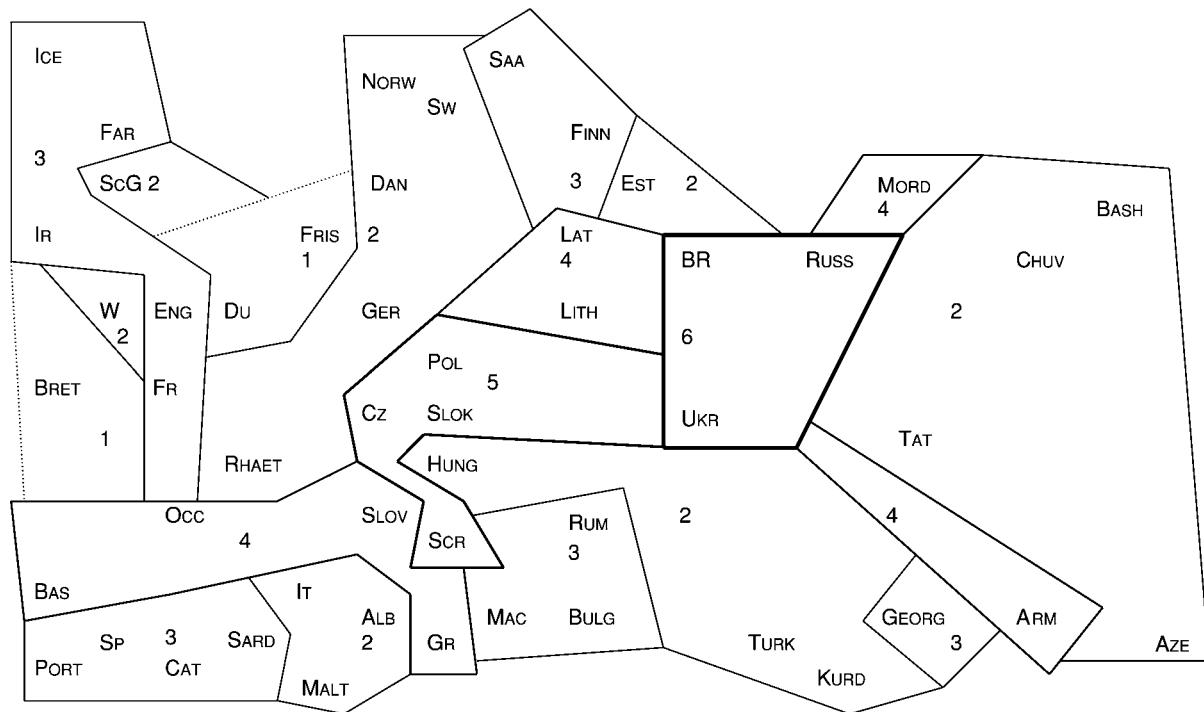 ICE
SAA
NORW
SW
FAR
FINN
3
SCG 2
DAN
3
EST 2
MORD
4
BASH
IR
FRIS
1
2
LAT
4
BR
RUSS
CHUV
W
2
ENG
DU
GER
LITH
6
2
BRET
FR
POL
5
CZ
SLOK
UKR
1
TAT
RHAET
HUNG
OCC
SLOV
RUM
2
4
4
SCR
3
BAS
IT
SP
3
SARD
ALB
2
GR
MAC
BULG
TURK
GEORG
3
ARM
AZE
PORT
CAT
MALT
KURD